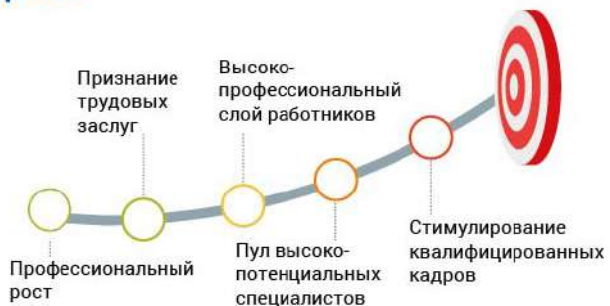 Профессиональный
рост
Признание
трудовых
заслуг
Высоко-
профессиональный
слой работников
Пул высоко-
потенциальных
специалистов
Стимулирование
квалифицированных
кадров